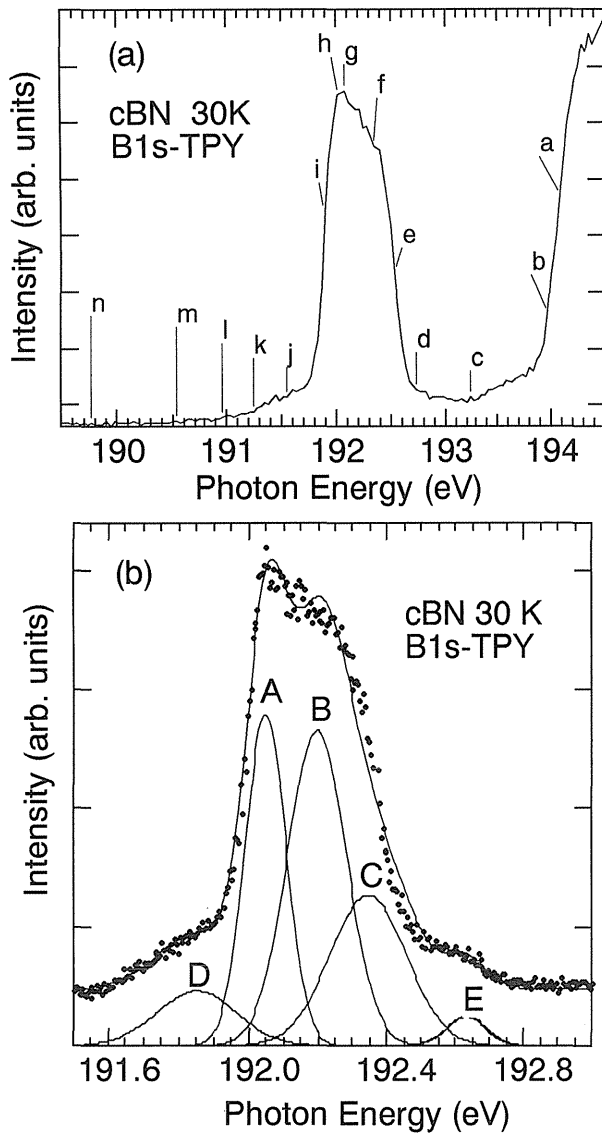 (a)
cBN 30K
B1s-TPY
h
g
f
i
e
a
b
n
m
l
k
j
d
c
Intensity (arb. units)
190
191
192
193
194
Photon Energy (eV)
(b)
cBN 30 K
B1s-TPY
A
B
C
D
E
Intensity (arb. units)
191.6
192.0
192.4
192.8
Photon Energy (eV)